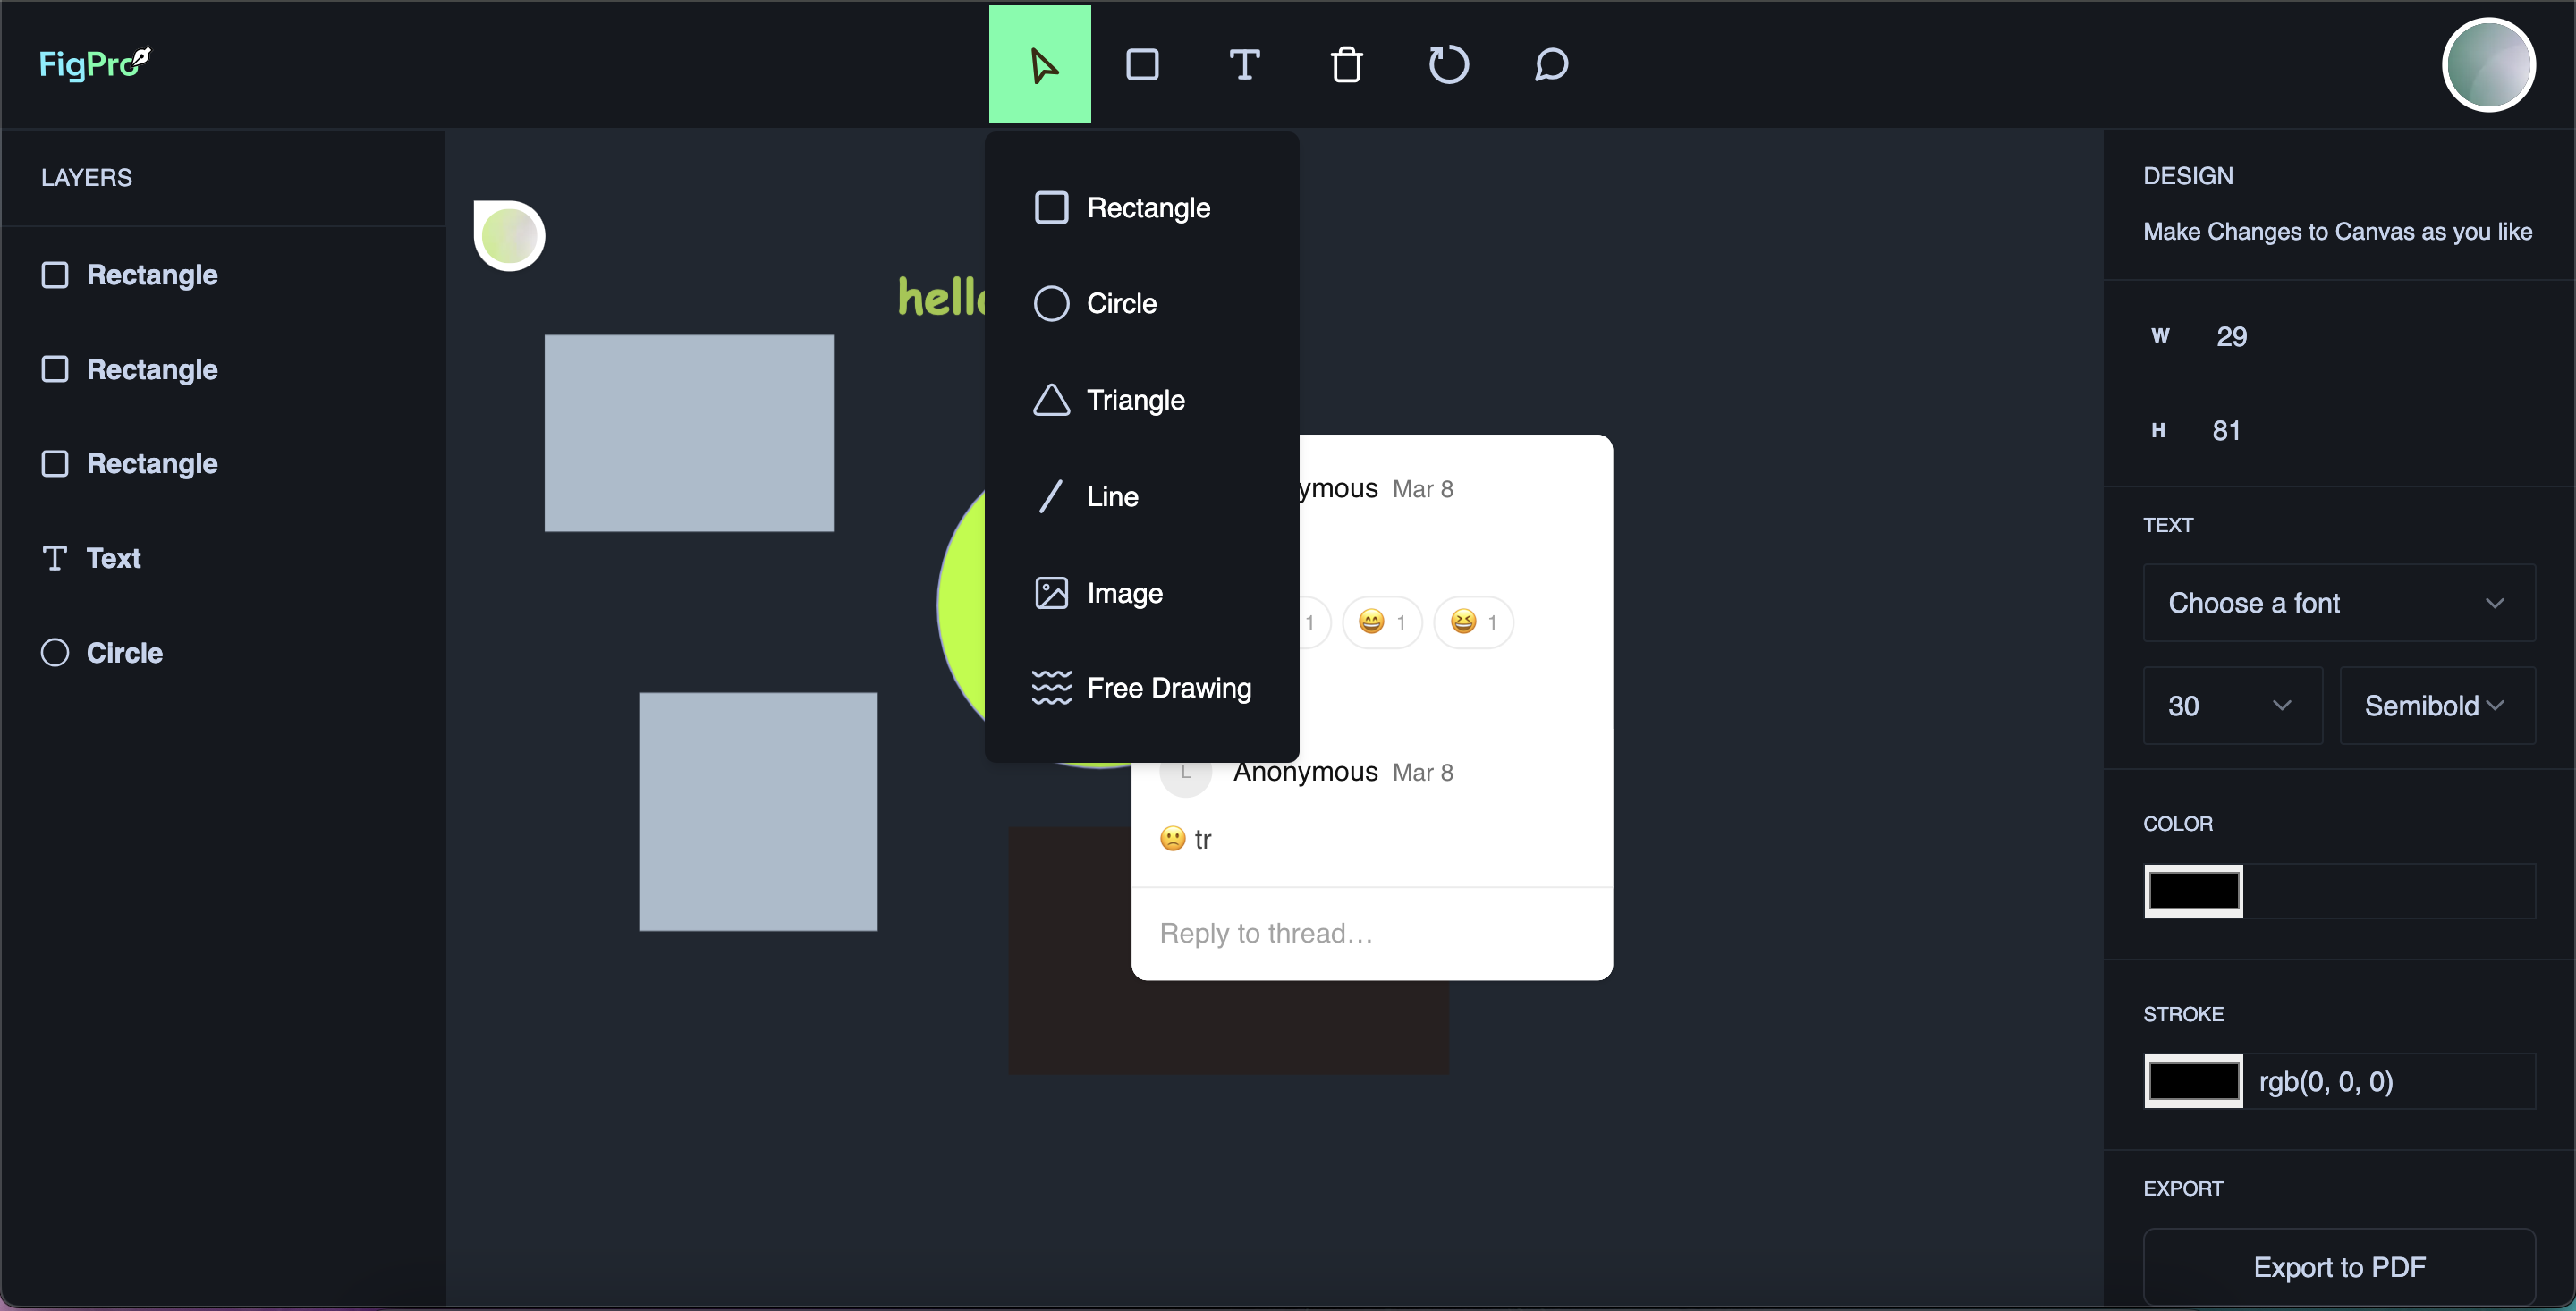 FigPro
LAYERS
Rectangle
Rectangle
Rectangle
Text
Circle
Rectangle
Circle
Triangle
Line
Image
Free Drawing
Mar 8
1
😄 1
😆 1
L
Anonymous Mar 8
🙁 tr
Reply to thread…
DESIGN
Make Changes to Canvas as you like
W 29
H 81
TEXT
Choose a font
30
Semibold
COLOR
STROKE
rgb(0, 0, 0)
EXPORT
Export to PDF